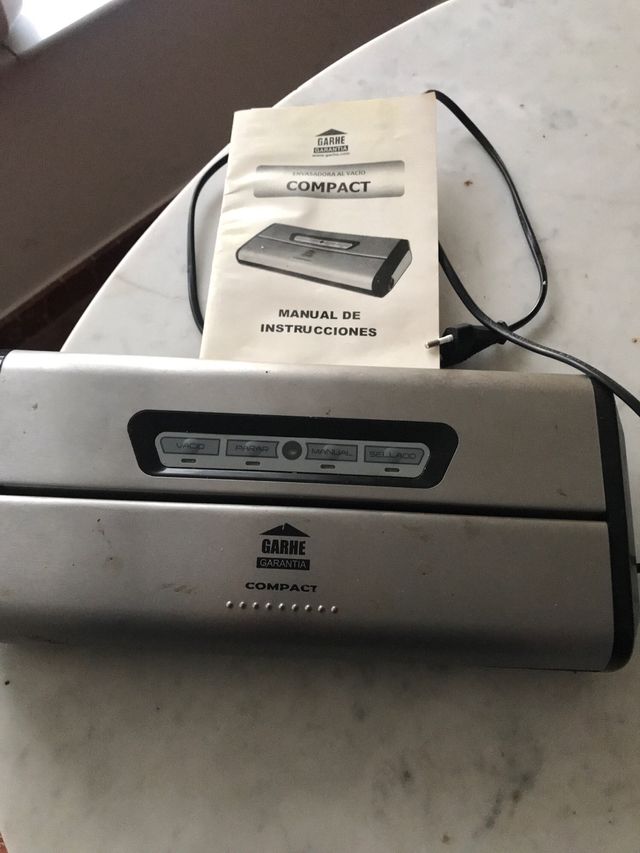 GARHE
GARANTIA
www.garhe.com
ENVASADORA AL VACIO
COMPACT
MANUAL DE
INSTRUCCIONES
VACIO PARAR MANUAL SELLADO
GARHE
GARANTIA
COMPACT